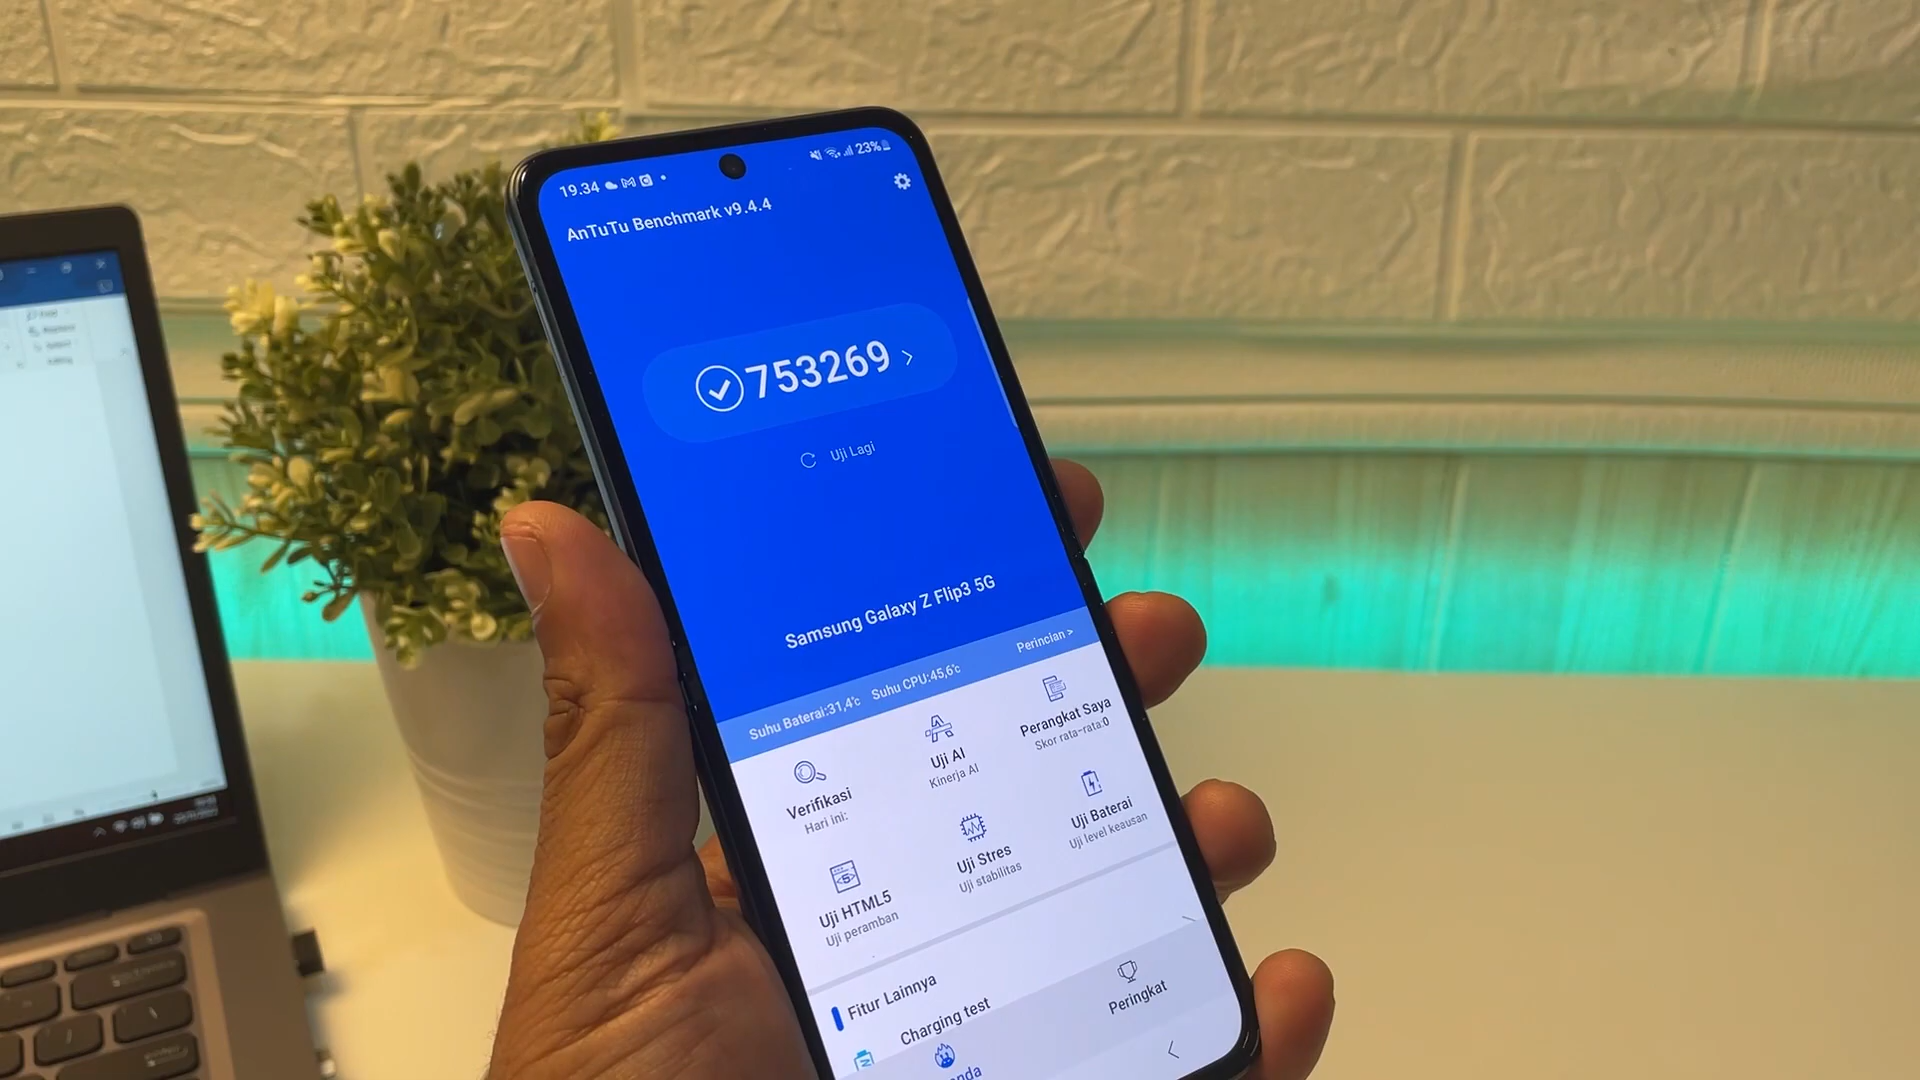 19.34
23%
AnTuTu Benchmark v9.4.4
753269
Uji Lagi
Samsung Galaxy Z Flip3 5G
Suhu Baterai:31,4℃ Suhu CPU:45,6℃ Perincian >
Verifikasi
Hari ini:
Uji AI
Kinerja AI
Perangkat Saya
Skor rata-rata:0
Uji HTML5
Uji peramban
Uji Stres
Uji stabilitas
Uji Baterai
Uji level keausan
Fitur Lainnya
Charging test
Peringkat